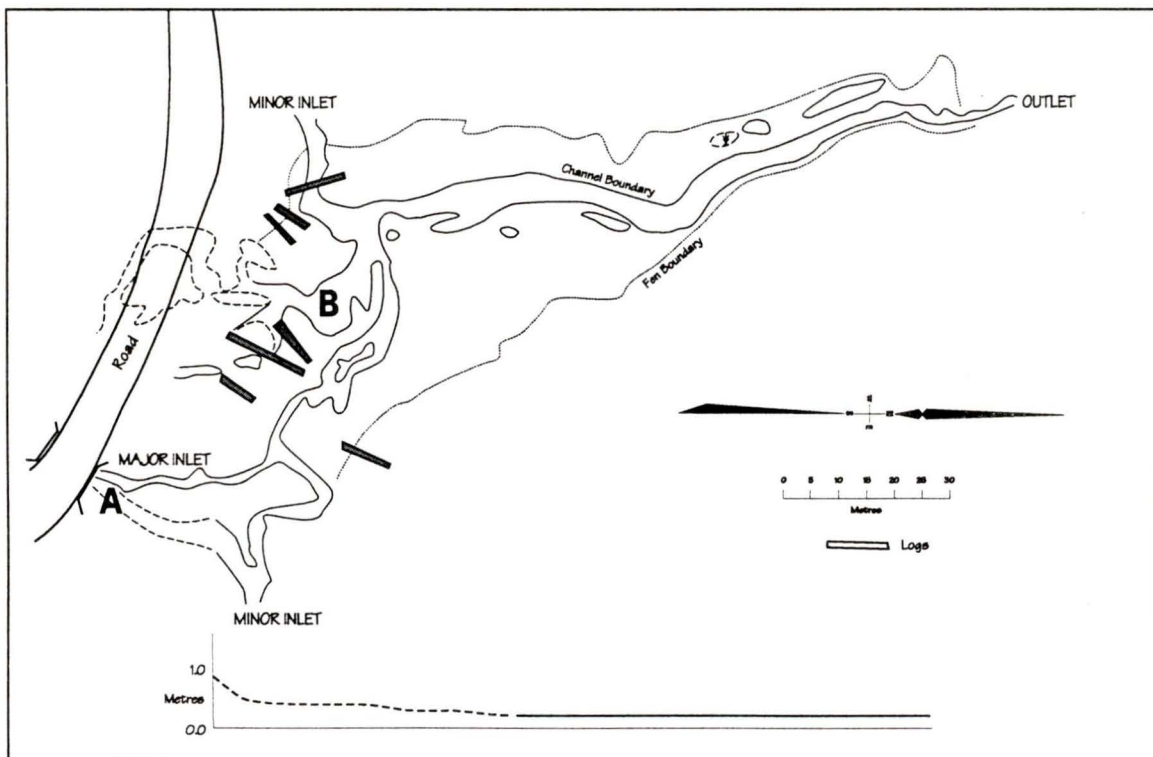 MINOR INLET
OUTLET
Channel Boundary
Fen Boundary
B
Road
MAJOR INLET
A
0 5 10 15 20 25 30
Metres
Logs
MINOR INLET
1.0
Metres
0.0